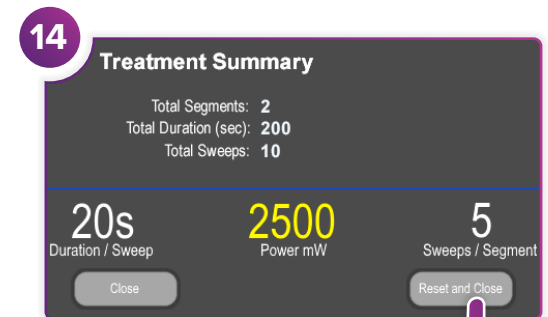 14
Treatment Summary
Total Segments: 2
Total Duration (sec): 200
Total Sweeps: 10
20s 2500 5
Duration / Sweep Power mW Sweeps / Segment
Close Reset and Close